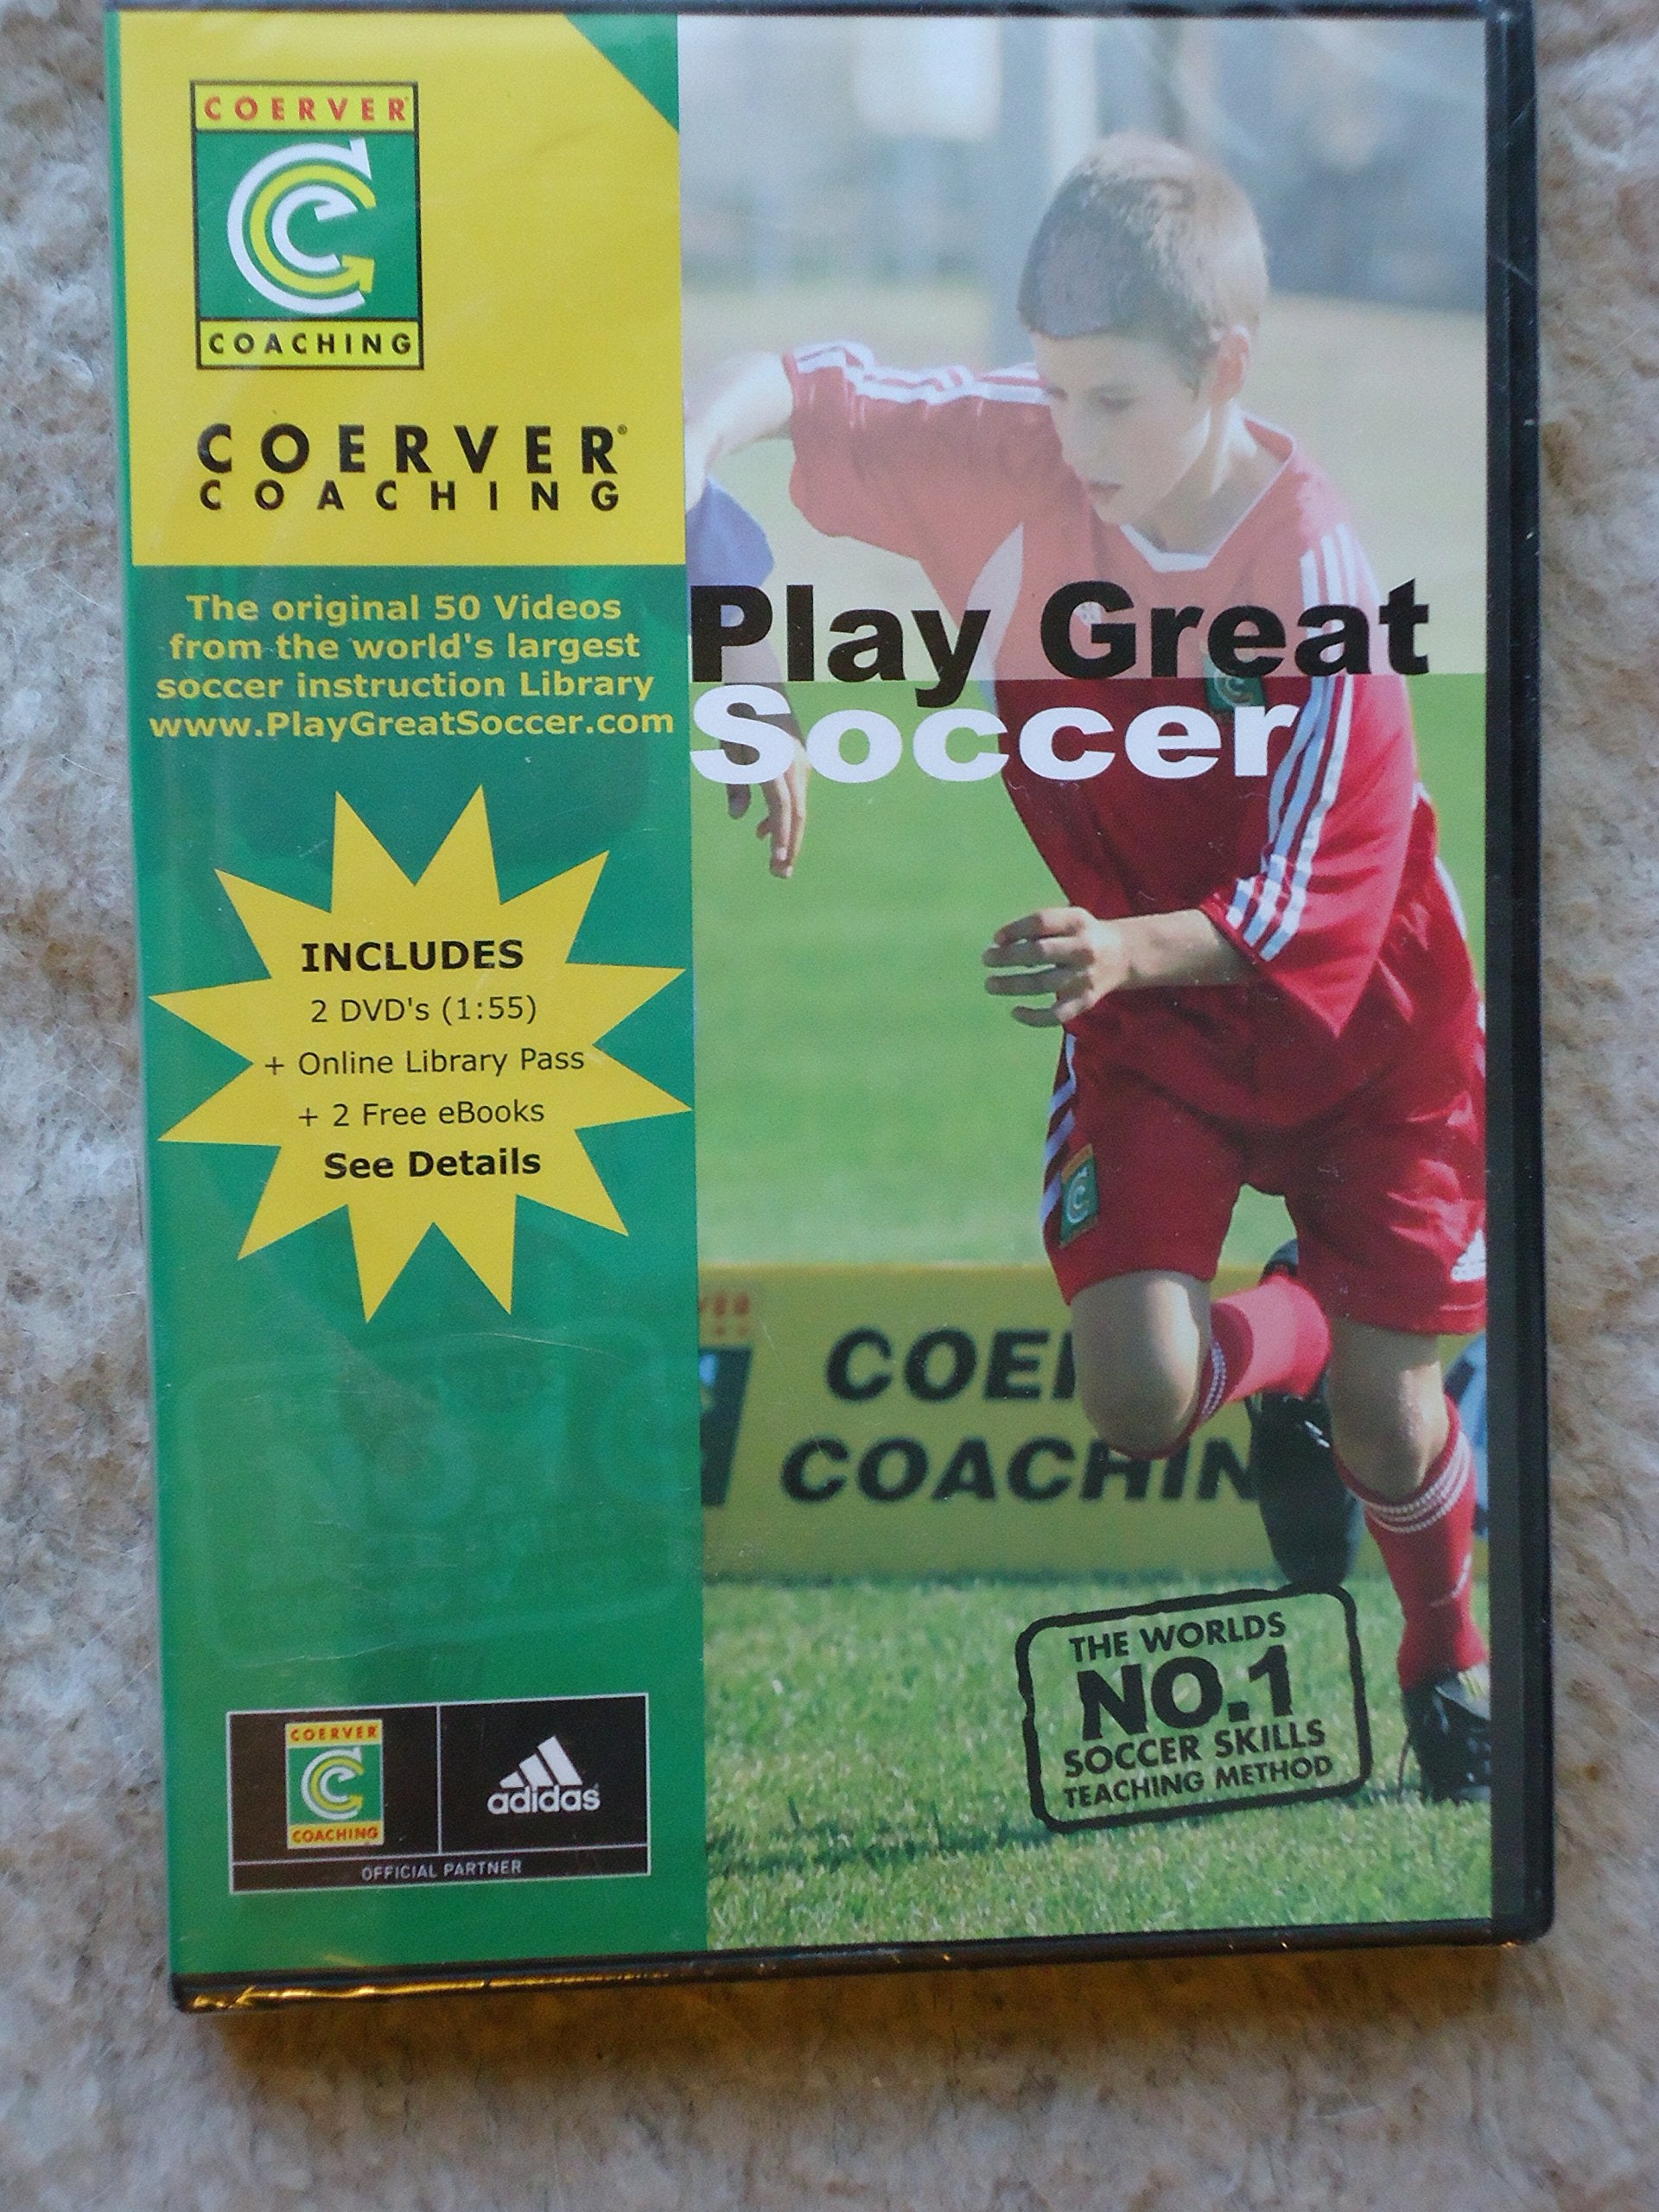 COERVER
COACHING
COERVER®
COACHING
The original 50 Videos
from the world's largest
soccer instruction Library
www.PlayGreatSoccer.com
INCLUDES
2 DVD's (1:55)
+ Online Library Pass
+ 2 Free eBooks
See Details
COERVER
COACHING
adidas
OFFICIAL PARTNER
Play Great
Soccer
COER
COACHIN
THE WORLDS
NO.1
SOCCER SKILLS
TEACHING METHOD